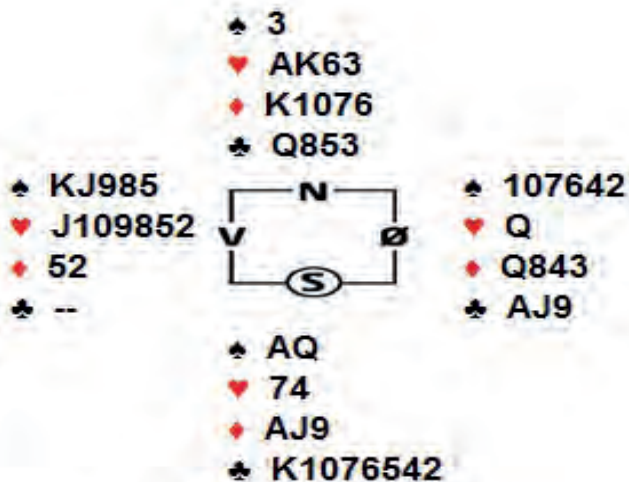 ♠ 3
♥ AK63
♦ K1076
♣ Q853
♠ KJ985
♥ J109852
♦ 52
♣ --
N
V Ø
S
♠ 107642
♥ Q
♦ Q843
♣ AJ9
♠ AQ
♥ 74
♦ AJ9
♣ K1076542